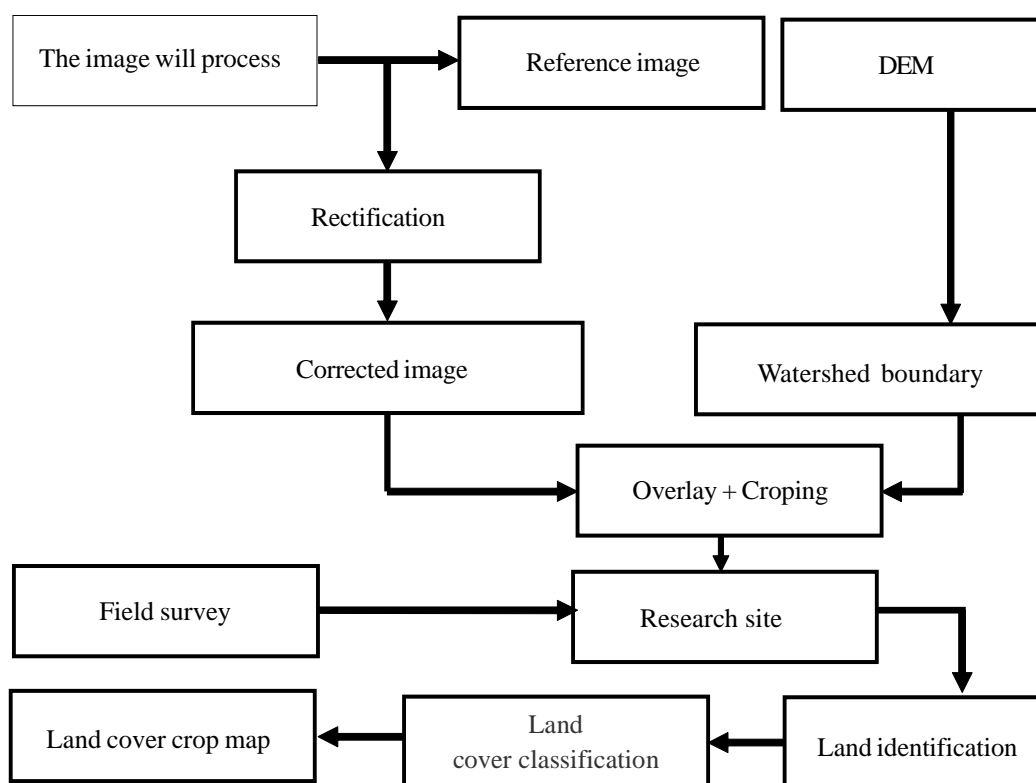 The image will process
Reference image
DEM
Rectification
Corrected image
Watershed boundary
Overlay + Croping
Field survey
Research site
Land cover crop map
Land
cover classification
Land identification